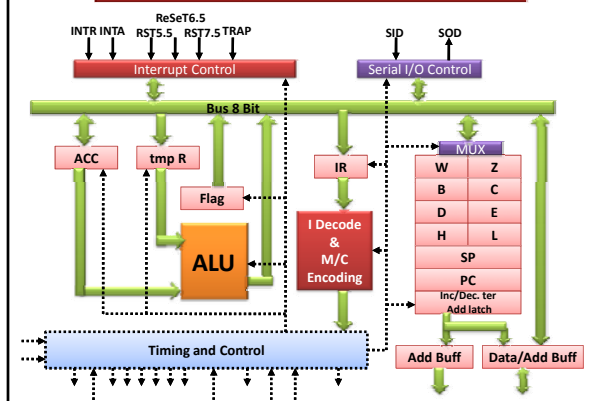 ReSeT6.5
INTR INTA RST5.5 RST7.5 TRAP
SID SOD
Interrupt Control
Serial I/O Control
Bus 8 Bit
ACC
tmp R
IR
MUX
W Z
B C
D E
H L
SP
PC
Inc/Dec. ter
Add latch
Flag
ALU
I Decode
&
M/C
Encoding
Timing and Control
Add Buff
Data/Add Buff